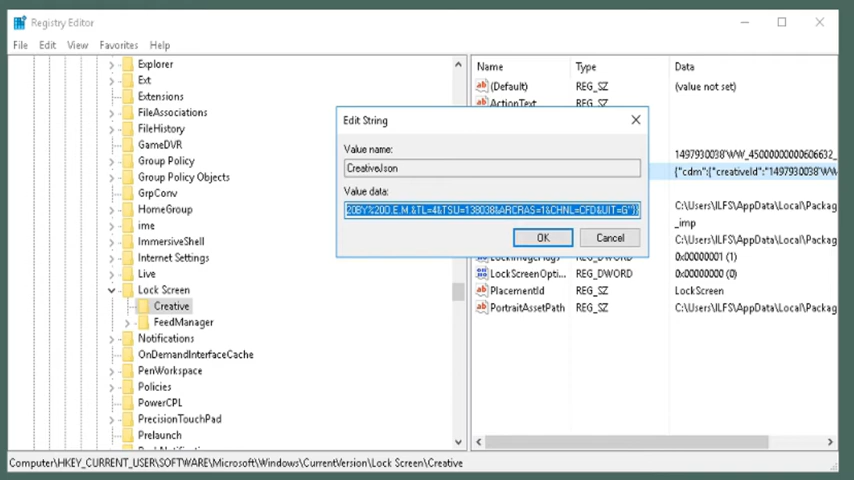 Registry Editor
File Edit View Favorites Help
Explorer
Ext
Extensions
FileAssociations
FileHistory
GameDVR
Group Policy
Group Policy Objects
GrpConv
HomeGroup
ime
ImmersiveShell
Internet Settings
Live
Lock Screen
Creative
FeedManager
Notifications
OnDemandInterfaceCache
PenWorkspace
Policies
PowerCPL
PrecisionTouchPad
Prelaunch
Name Type Data
(Default) REG_SZ (value not set)
ActionText REG_SZ
1497930038'WW_45000000000606632_
{"cdm":{"creativeId":"1497930038'WW
C:\Users\ILFS\AppData\Local\Packag
_imp
C:\Users\ILFS\AppData\Local\Packag
LockImageFlags REG_DWORD 0x00000001 (1)
LockScreenOpti... REG_DWORD 0x00000000 (0)
PlacementId REG_SZ LockScreen
PortraitAssetPath REG_SZ C:\Users\ILFS\AppData\Local\Packag
Edit String
Value name:
CreativeJson
Value data:
20BY%20D.E.M.&TL=4&TSU=138038&ARCRAS=1&CHNL=CFD&UIT=G"}}
OK Cancel
Computer\HKEY_CURRENT_USER\SOFTWARE\Microsoft\Windows\CurrentVersion\Lock Screen\Creative